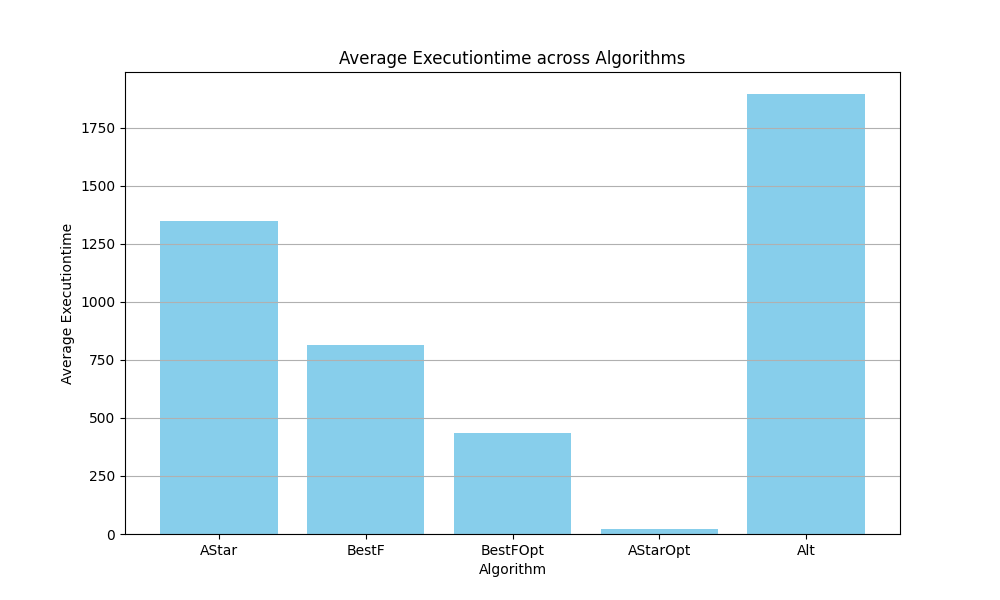 Average Executiontime across Algorithms
Average Executiontime
1750
1500
1250
1000
750
500
250
0
AStar
BestF
BestFOpt
AStarOpt
Alt
Algorithm